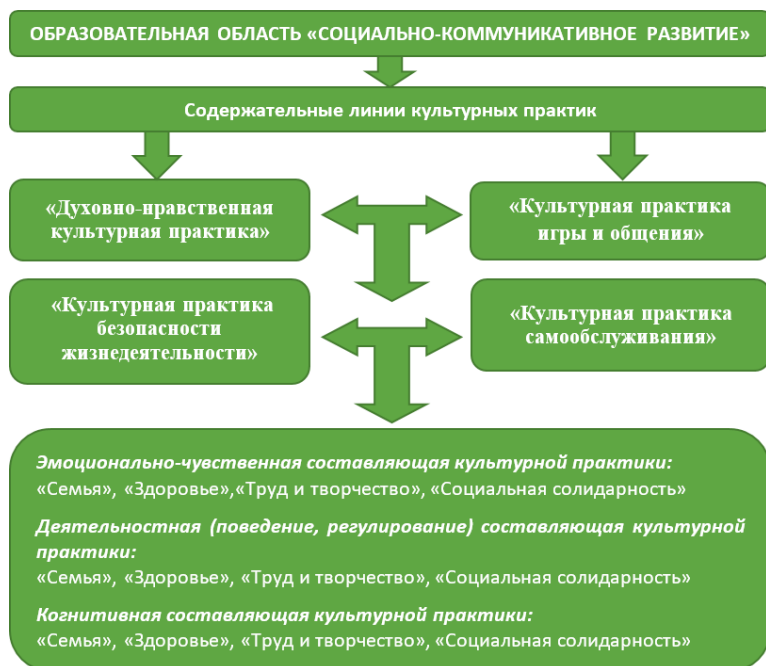 ОБРАЗОВАТЕЛЬНАЯ ОБЛАСТЬ «СОЦИАЛЬНО-КОММУНИКАТИВНОЕ РАЗВИТИЕ»
Содержательные линии культурных практик
«Духовно-нравственная
культурная практика»
«Культурная практика
игры и общения»
«Культурная практика
безопасности
жизнедеятельности»
«Культурная практика
самообслуживания»
Эмоционально-чувственная составляющая культурной практики:
«Семья», «Здоровье»,«Труд и творчество», «Социальная солидарность»
Деятельностная (поведение, регулирование) составляющая культурной
практики:
«Семья», «Здоровье», «Труд и творчество», «Социальная солидарность»
Когнитивная составляющая культурной практики:
«Семья», «Здоровье», «Труд и творчество», «Социальная солидарность»